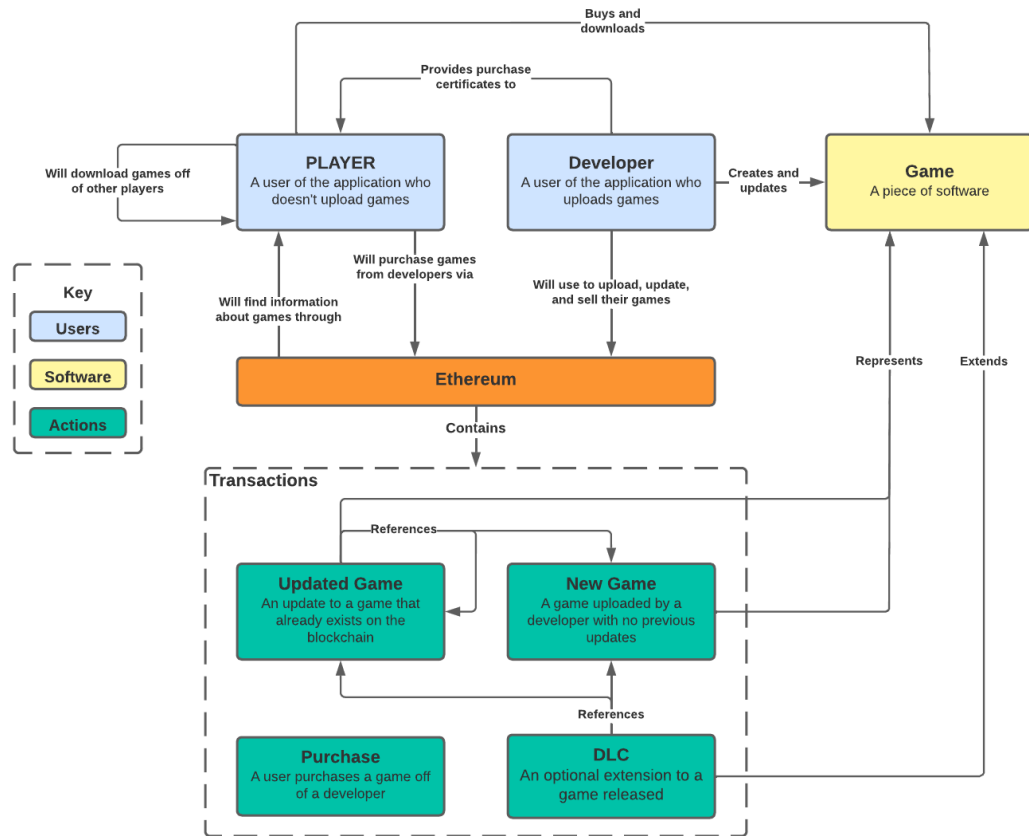 Buys and
downloads
Provides purchase
certificates to
Will download games off
of other players
PLAYER
A user of the application who
doesn't upload games
Developer
A user of the application who
uploads games
Creates and
updates
Game
A piece of software
Will purchase games
from developers via
Will find information
about games through
Will use to upload, update,
and sell their games
Key
Users
Software
Actions
Ethereum
Represents
Extends
Contains
Transactions
References
Updated Game
An update to a game that
already exists on the
blockchain
New Game
A game uploaded by a
developer with no previous
updates
References
Purchase
A user purchases a game off
of a developer
DLC
An optional extension to a
game released